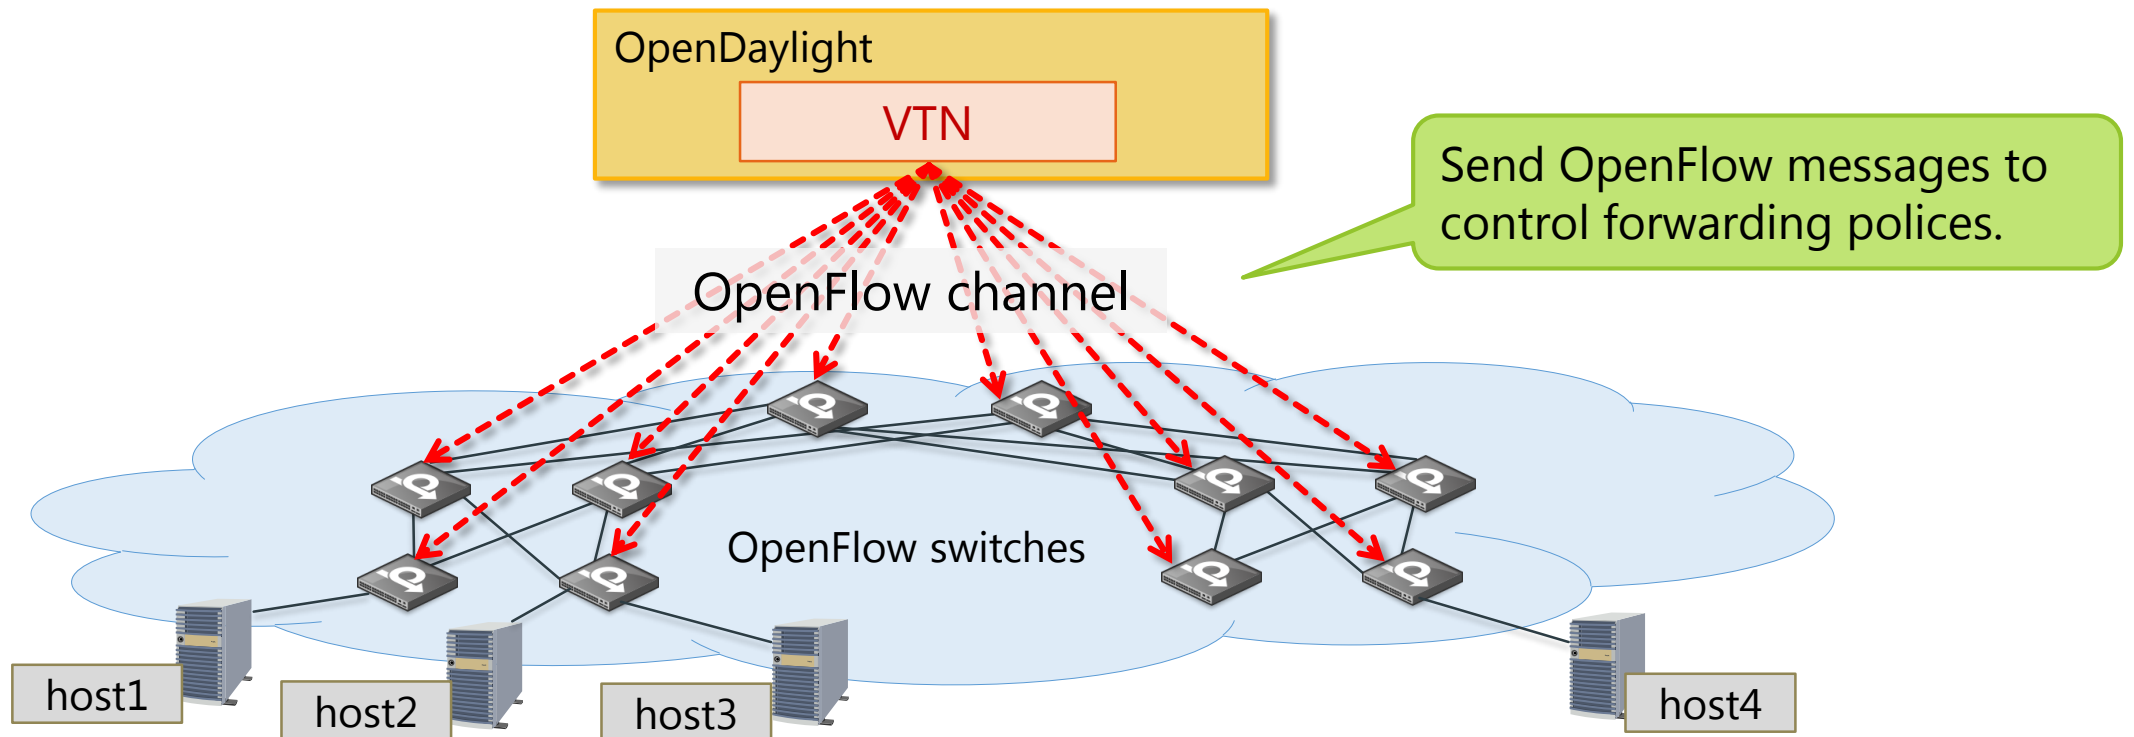 OpenDaylight
VTN
Send OpenFlow messages to
control forwarding polices.
OpenFlow channel
OpenFlow switches
host1
host2
host3
host4